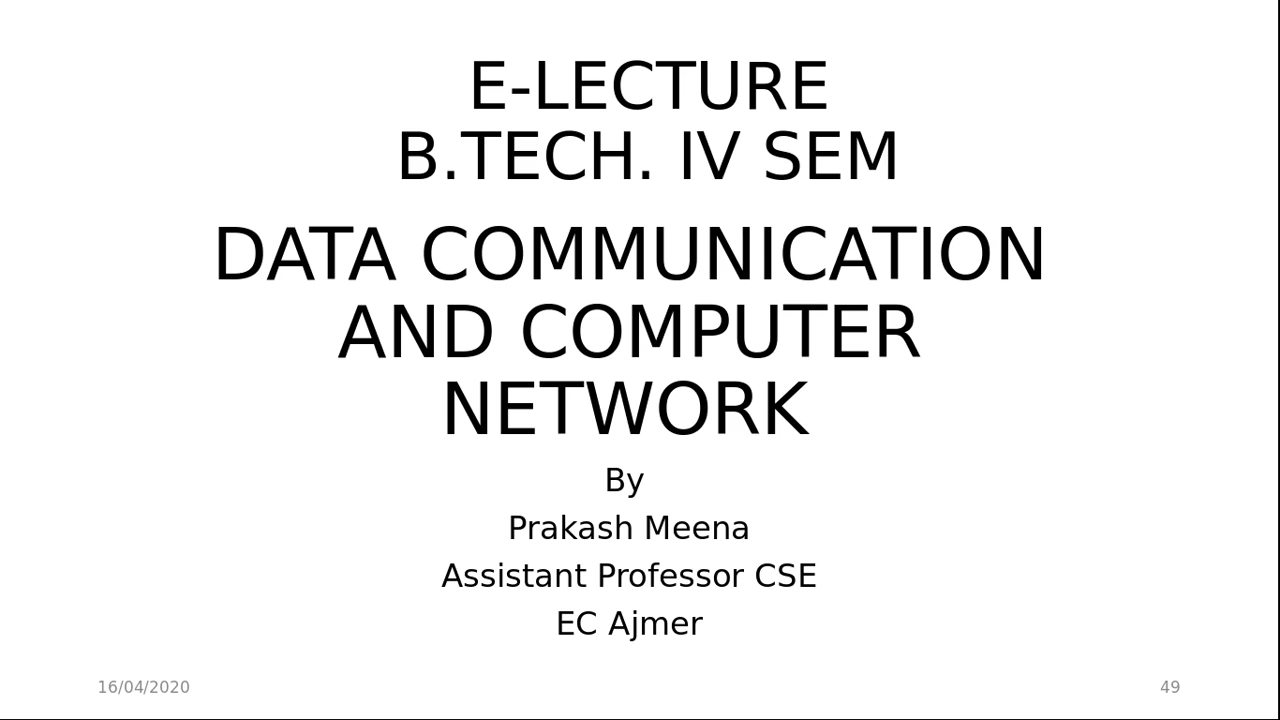 E-LECTURE
B.TECH. IV SEM
DATA COMMUNICATION
AND COMPUTER
NETWORK
By
Prakash Meena
Assistant Professor CSE
EC Ajmer
16/04/2020
49